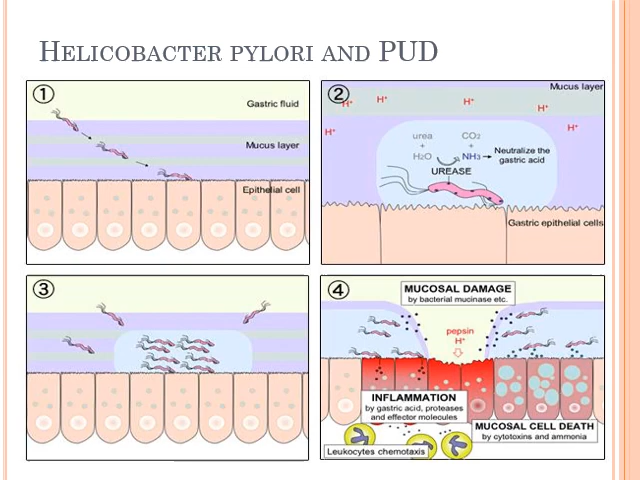 HELICOBACTER PYLORI AND PUD
①
Gastric fluid
Mucus layer
Epithelial cell
②
Mucus layer
H⁺ H⁺ H⁺ H⁺
H⁺ H⁺
urea CO₂
+ +
H₂O NH₃
Neutralize the
gastric acid
UREASE
Gastric epithelial cells
③
④
MUCOSAL DAMAGE
by bacterial mucinase etc.
pepsin
H⁺
INFLAMMATION
by gastric acid, proteases
and effector molecules
MUCOSAL CELL DEATH
by cytotoxins and ammonia
Leukocytes chemotaxis